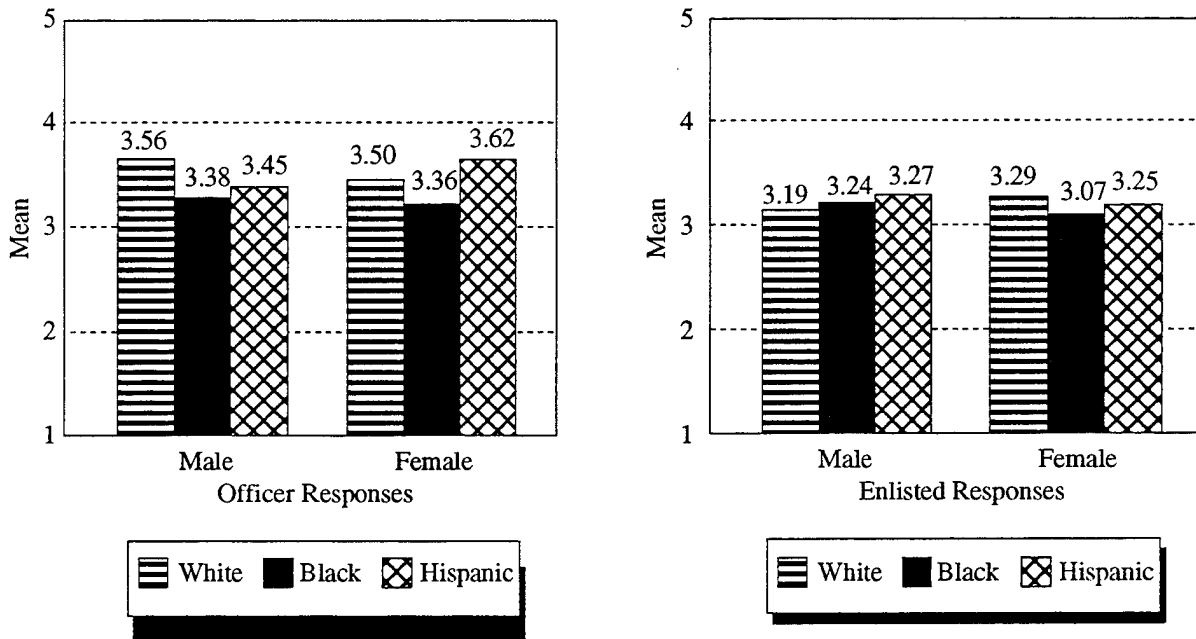 5
4
3
2
1
Mean
3.56 3.38 3.45 3.50 3.36 3.62
Male Female
Officer Responses
White Black Hispanic
5
4
3
2
1
Mean
3.19 3.24 3.27 3.29 3.07 3.25
Male Female
Enlisted Responses
White Black Hispanic